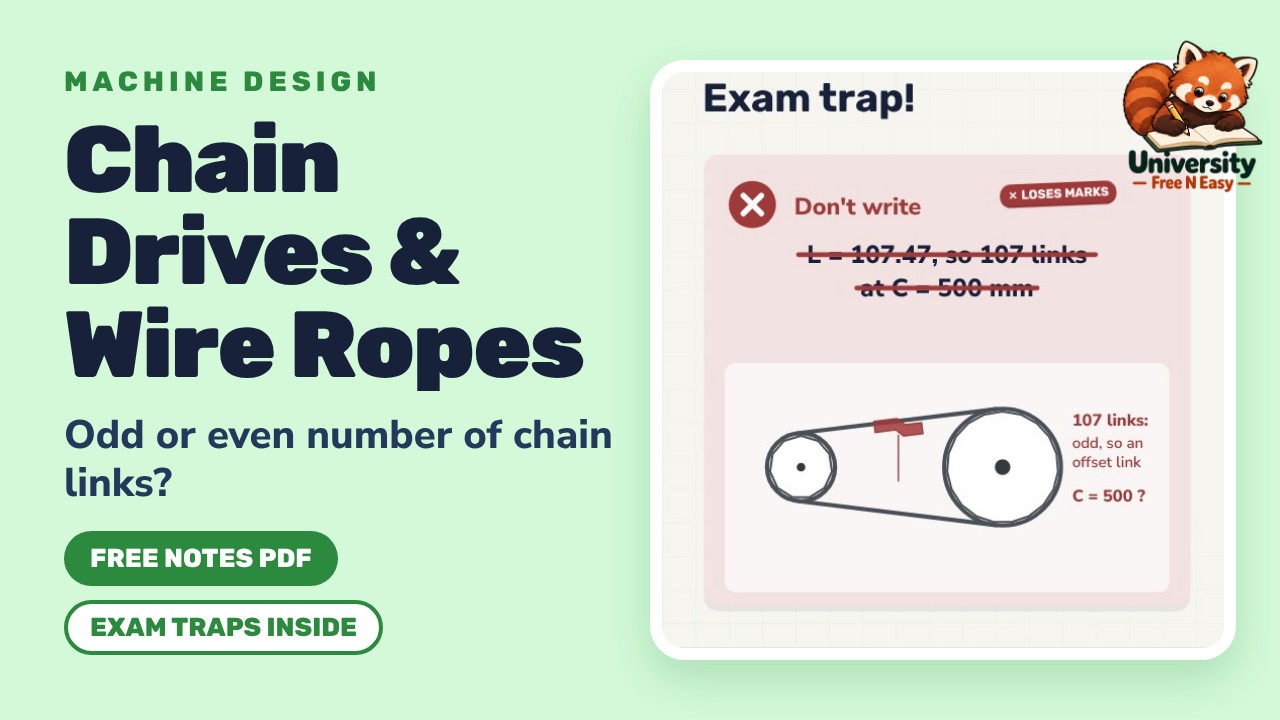 MACHINE DESIGN
Chain
Drives &
Wire Ropes
Odd or even number of chain
links?
FREE NOTES PDF
EXAM TRAPS INSIDE
Exam trap!
University
Free N Easy
Don't write
× LOSES MARKS
L = 107.47, so 107 links
at C = 500 mm
107 links:
odd, so an
offset link
C = 500 ?